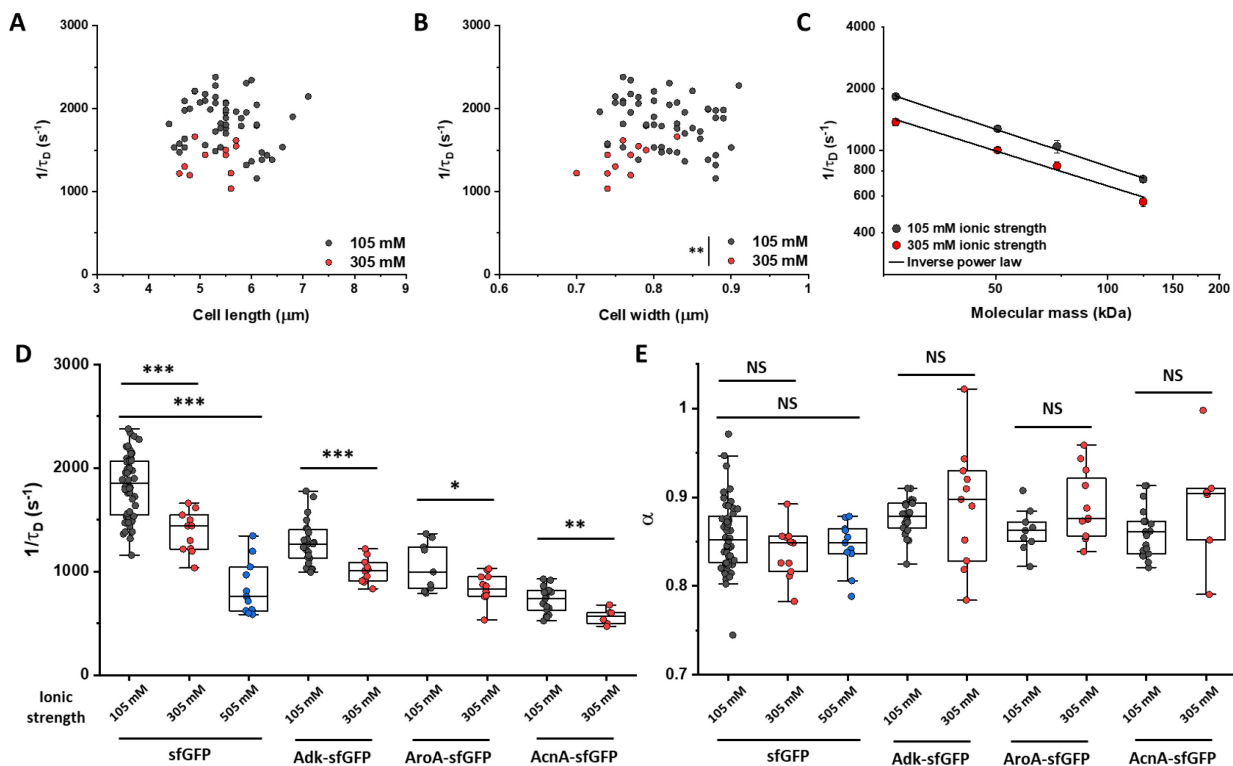 A
3000
2000
1000
0
1/τD (s-1)
3
4
5
6
7
8
9
Cell length (μm)
105 mM
305 mM
B
3000
2500
2000
1500
1000
500
0
1/τD (s-1)
0.6
0.7
0.8
0.9
1
Cell width (μm)
**
105 mM
305 mM
C
4000
2000
1000
800
600
400
1/τD (s-1)
50
100
150
200
Molecular mass (kDa)
105 mM ionic strength
305 mM ionic strength
Inverse power law
D
3000
2000
1000
0
1/τD (s-1)
***
***
***
*
**
Ionic
strength
105 mM
305 mM
505 mM
105 mM
305 mM
105 mM
305 mM
105 mM
305 mM
sfGFP
Adk-sfGFP
AroA-sfGFP
AcnA-sfGFP
E
1
0.9
0.8
0.7
α
NS
NS
NS
NS
NS
105 mM
305 mM
505 mM
105 mM
305 mM
105 mM
305 mM
105 mM
305 mM
sfGFP
Adk-sfGFP
AroA-sfGFP
AcnA-sfGFP